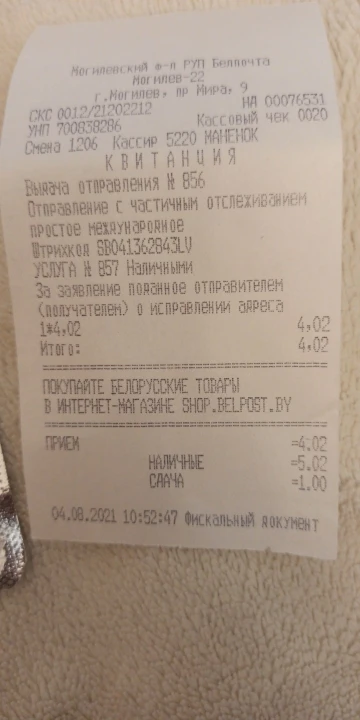 Могилевский ф-л РУП Белпочта
Могилев-22
г.Могилев, пр Мира, 9
СКС 0012/21202212 НД 00076531
УНП 700838286 Кассовый чек 0020
Смена 1206 Кассир 5220 МАНЕНОК
КВИТАНЦИЯ
Выдача отправления № 856
Отправление с частичным отслеживанием
простое международное
Штрихкод SB041362843LV
УСЛУГА № 857 Наличными
За заявление поданное отправителем
(получателем) о исправлении адреса
1*4,02 4,02
Итого: 4,02
ПОКУПАЙТЕ БЕЛОРУССКИЕ ТОВАРЫ
В ИНТЕРНЕТ-МАГАЗИНЕ SHOP.BELPOST.BY
ПРИЕМ =4.02
НАЛИЧНЫЕ =5.02
СДАЧА =1.00
04.08.2021 10:52:47 Фискальный документ